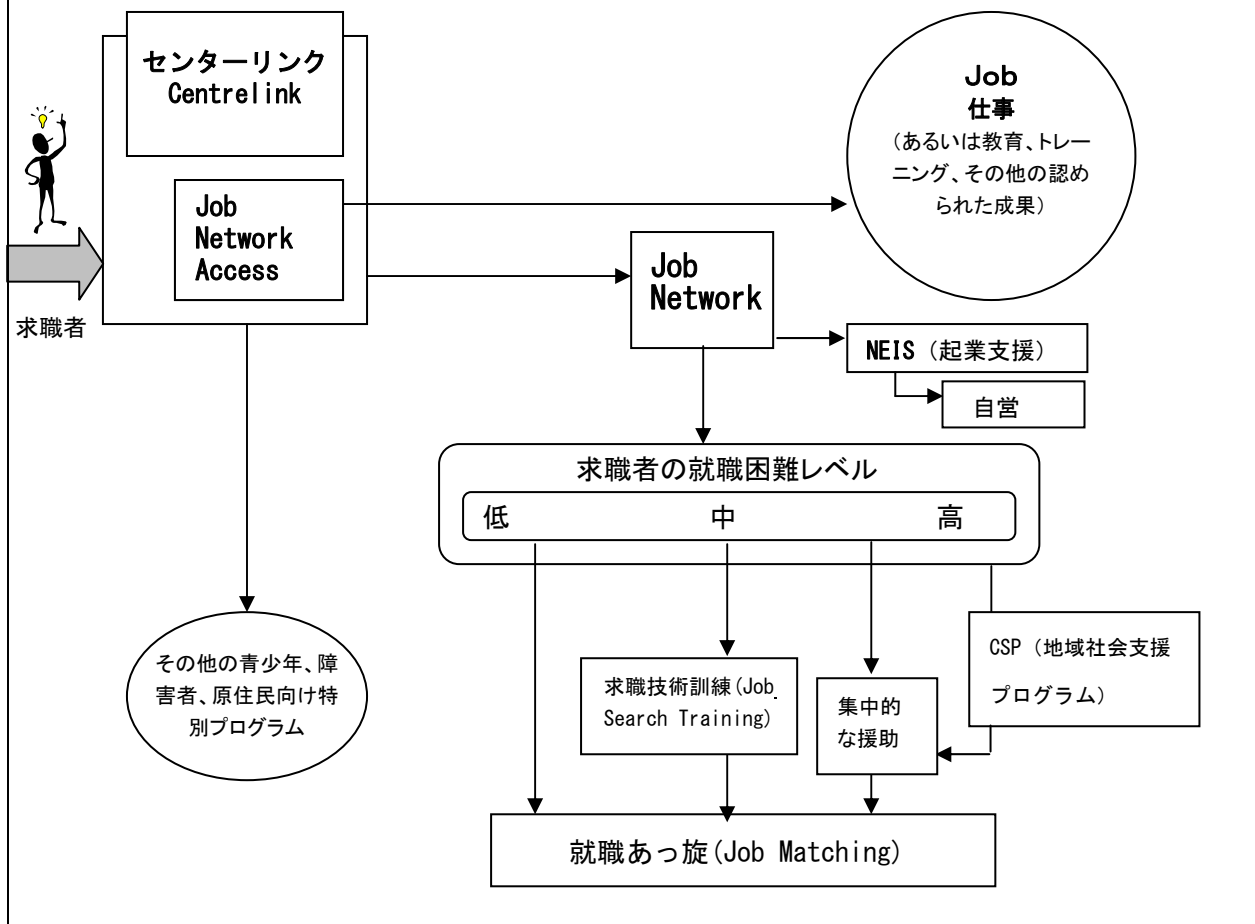 センターリンク
Centrelink
Job
Network
Access
求職者
Job
仕事
（あるいは教育、トレー
ニング、その他の認め
られた成果）
Job
Network
NEIS（起業支援）
自営
求職者の就職困難レベル
低 中 高
その他の青少年、障
害者、原住民向け特
別プログラム
求職技術訓練(Job
Search Training)
集中的
な援助
CSP（地域社会支援
プログラム）
就職あっ旋(Job Matching)